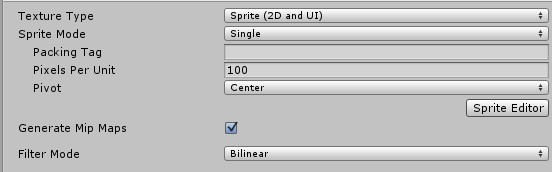 Texture Type Sprite (2D and UI)
Sprite Mode Single
Packing Tag
Pixels Per Unit 100
Pivot Center
Sprite Editor
Generate Mip Maps
Filter Mode Bilinear